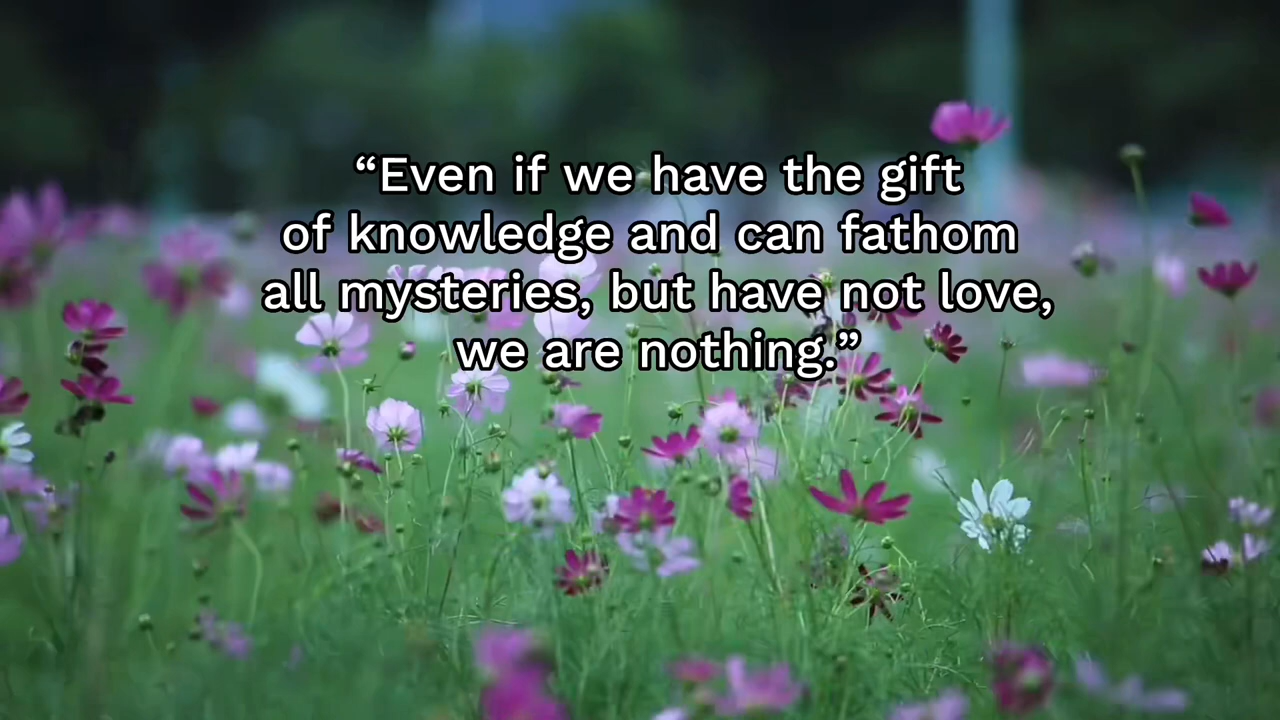 “Even if we have the gift
of knowledge and can fathom
all mysteries, but have not love,
we are nothing.”